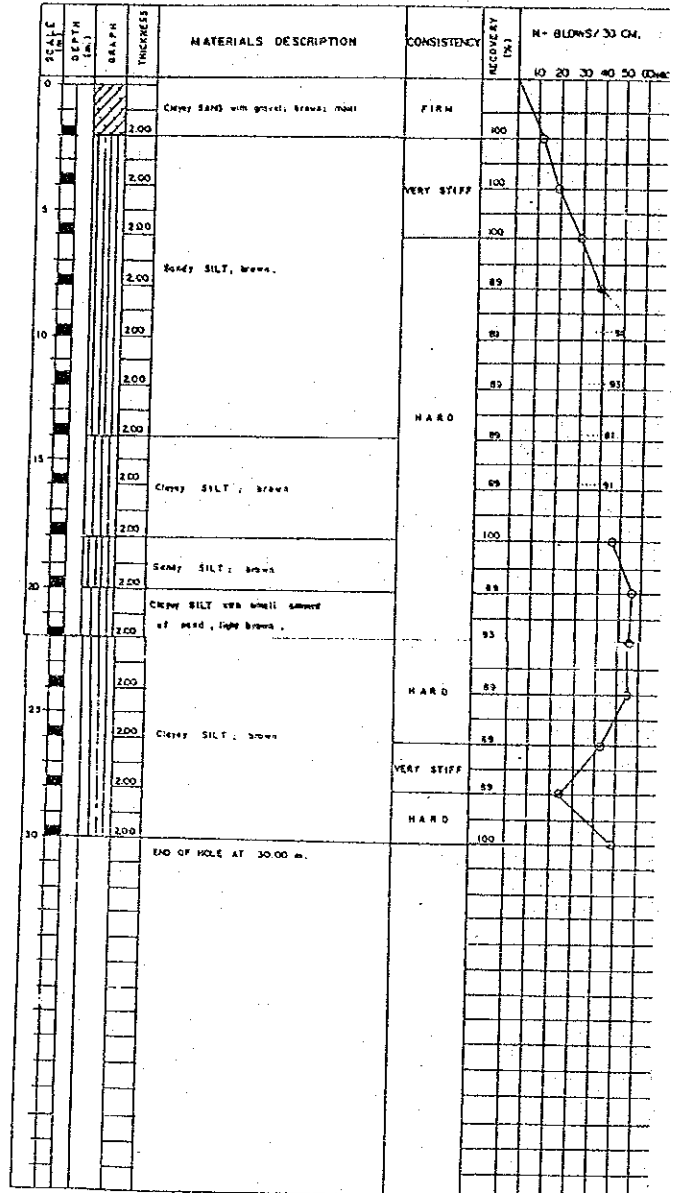 SCALE (m)
DEPTH (m.)
GRAPH
THICKNESS
MATERIALS DESCRIPTION
CONSISTENCY
RECOVERY (%)
N= BLOWS/30 CM.
10 20 30 40 50
0
Clayey SAND with gravel; brown; moist
FIRM
2.00
100
2.00
VERY STIFF
100
5
2.00
100
Sandy SILT, brown.
2.00
89
10
2.00
89
2.00
89
93
HARD
2.00
89
81
15
Clayey SILT ; brown
2.00
89
91
2.00
100
Sandy SILT ; brown
20
2.00
89
Clayey SILT with small amount
of sand , light brown .
2.00
93
HARD
2.00
89
25
Clayey SILT ; brown
2.00
89
VERY STIFF
2.00
89
HARD
30
2.00
100
END OF HOLE AT 30.00 m.